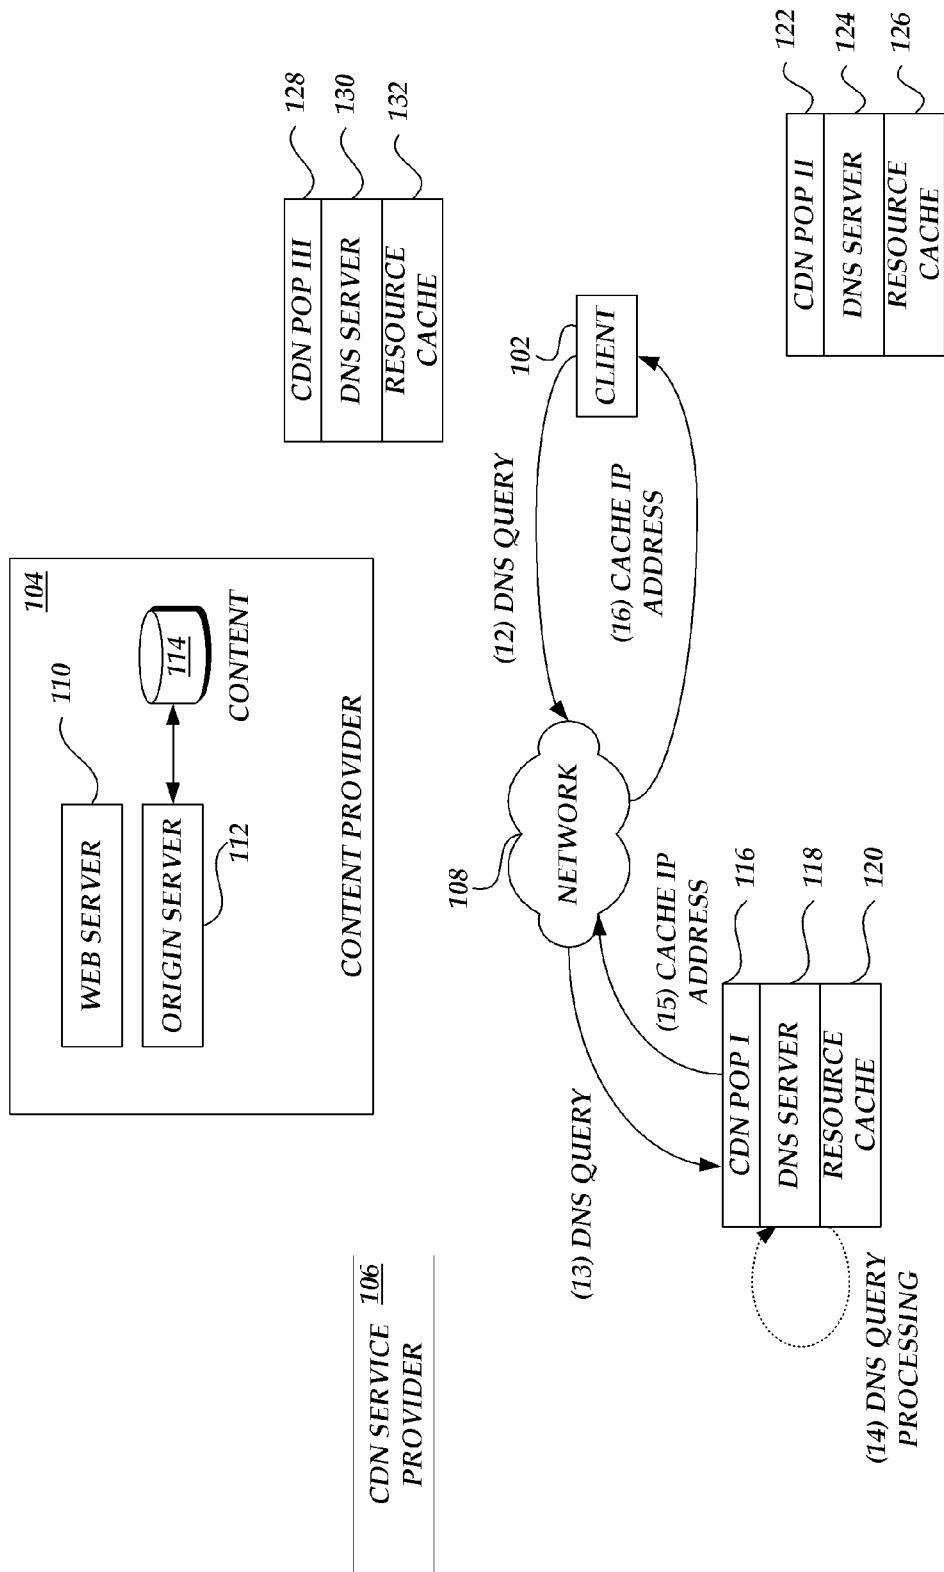 CDN SERVICE 106
PROVIDER
104
WEB SERVER
110
ORIGIN SERVER
112
114
CONTENT
CONTENT PROVIDER
CDN POP III
128
DNS SERVER
130
RESOURCE
CACHE
132
(12) DNS QUERY
102
CLIENT
(16) CACHE IP
ADDRESS
108
NETWORK
(13) DNS QUERY
(15) CACHE IP
ADDRESS
CDN POP I
116
DNS SERVER
118
RESOURCE
CACHE
120
(14) DNS QUERY
PROCESSING
CDN POP II
122
DNS SERVER
124
RESOURCE
CACHE
126